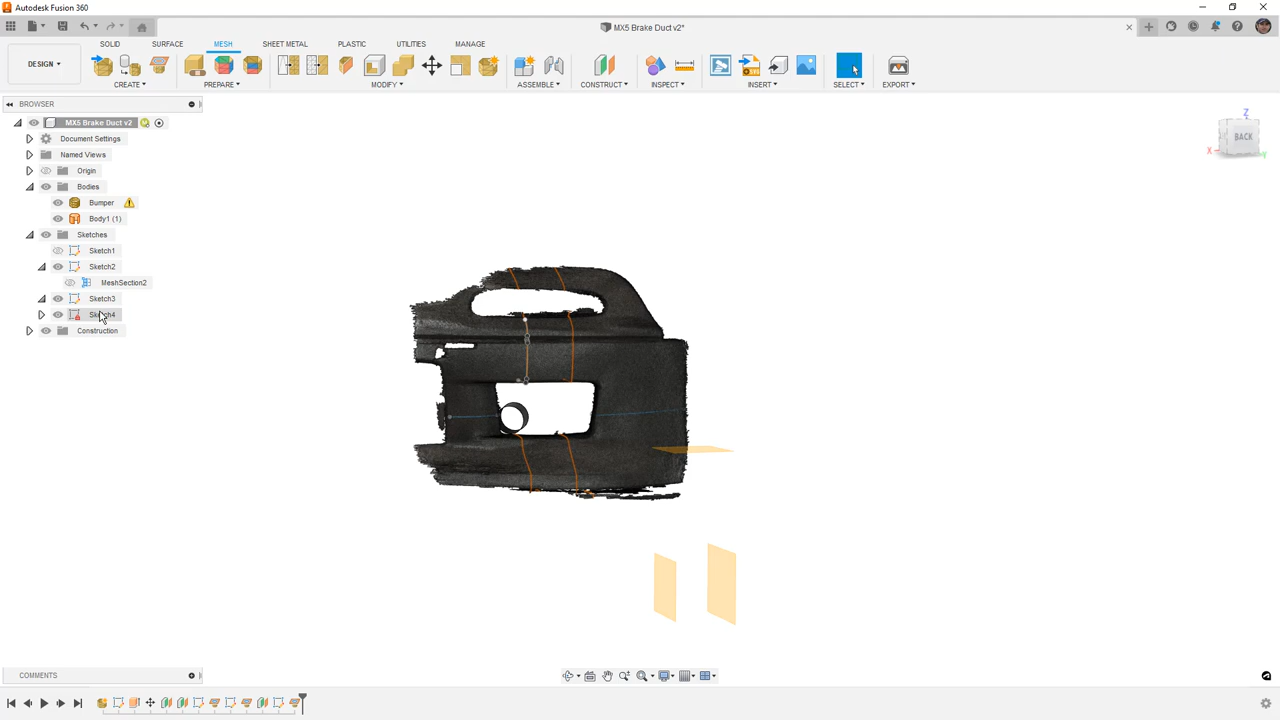 Autodesk Fusion 360
MX5 Brake Duct v2*
SOLID SURFACE MESH SHEET METAL PLASTIC UTILITIES MANAGE
DESIGN
CREATE PREPARE MODIFY ASSEMBLE CONSTRUCT INSPECT INSERT SELECT EXPORT
BROWSER
MX5 Brake Duct v2
Document Settings
Named Views
Origin
Bodies
Bumper
Body1 (1)
Sketches
Sketch1
Sketch2
MeshSection2
Sketch3
Sketch4
Construction
Z
BACK
X
Y
COMMENTS